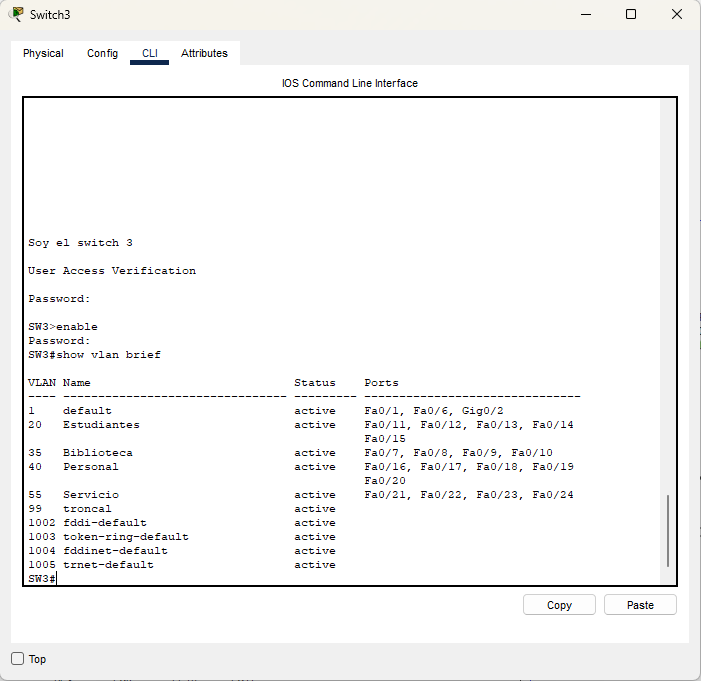 Switch3
Physical Config CLI Attributes
IOS Command Line Interface
Soy el switch 3
User Access Verification
Password:
SW3>enable
Password:
SW3#show vlan brief
VLAN Name                             Status    Ports
---- -------------------------------- --------- -------------------------------
1    default                          active    Fa0/1, Fa0/6, Gig0/2
20   Estudiantes                      active    Fa0/11, Fa0/12, Fa0/13, Fa0/14
                                                Fa0/15
35   Biblioteca                       active    Fa0/7, Fa0/8, Fa0/9, Fa0/10
40   Personal                         active    Fa0/16, Fa0/17, Fa0/18, Fa0/19
                                                Fa0/20
55   Servicio                         active    Fa0/21, Fa0/22, Fa0/23, Fa0/24
99   troncal                          active
1002 fddi-default                     active
1003 token-ring-default               active
1004 fddinet-default                  active
1005 trnet-default                    active
SW3#
Copy Paste
Top